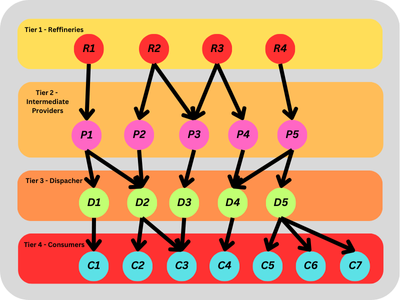 Tier 1 - Reffineries
R1 R2 R3 R4
Tier 2 -
Intermediate
Providers
P1 P2 P3 P4 P5
Tier 3 - Dispacher
D1 D2 D3 D4 D5
Tier 4 - Consumers
C1 C2 C3 C4 C5 C6 C7